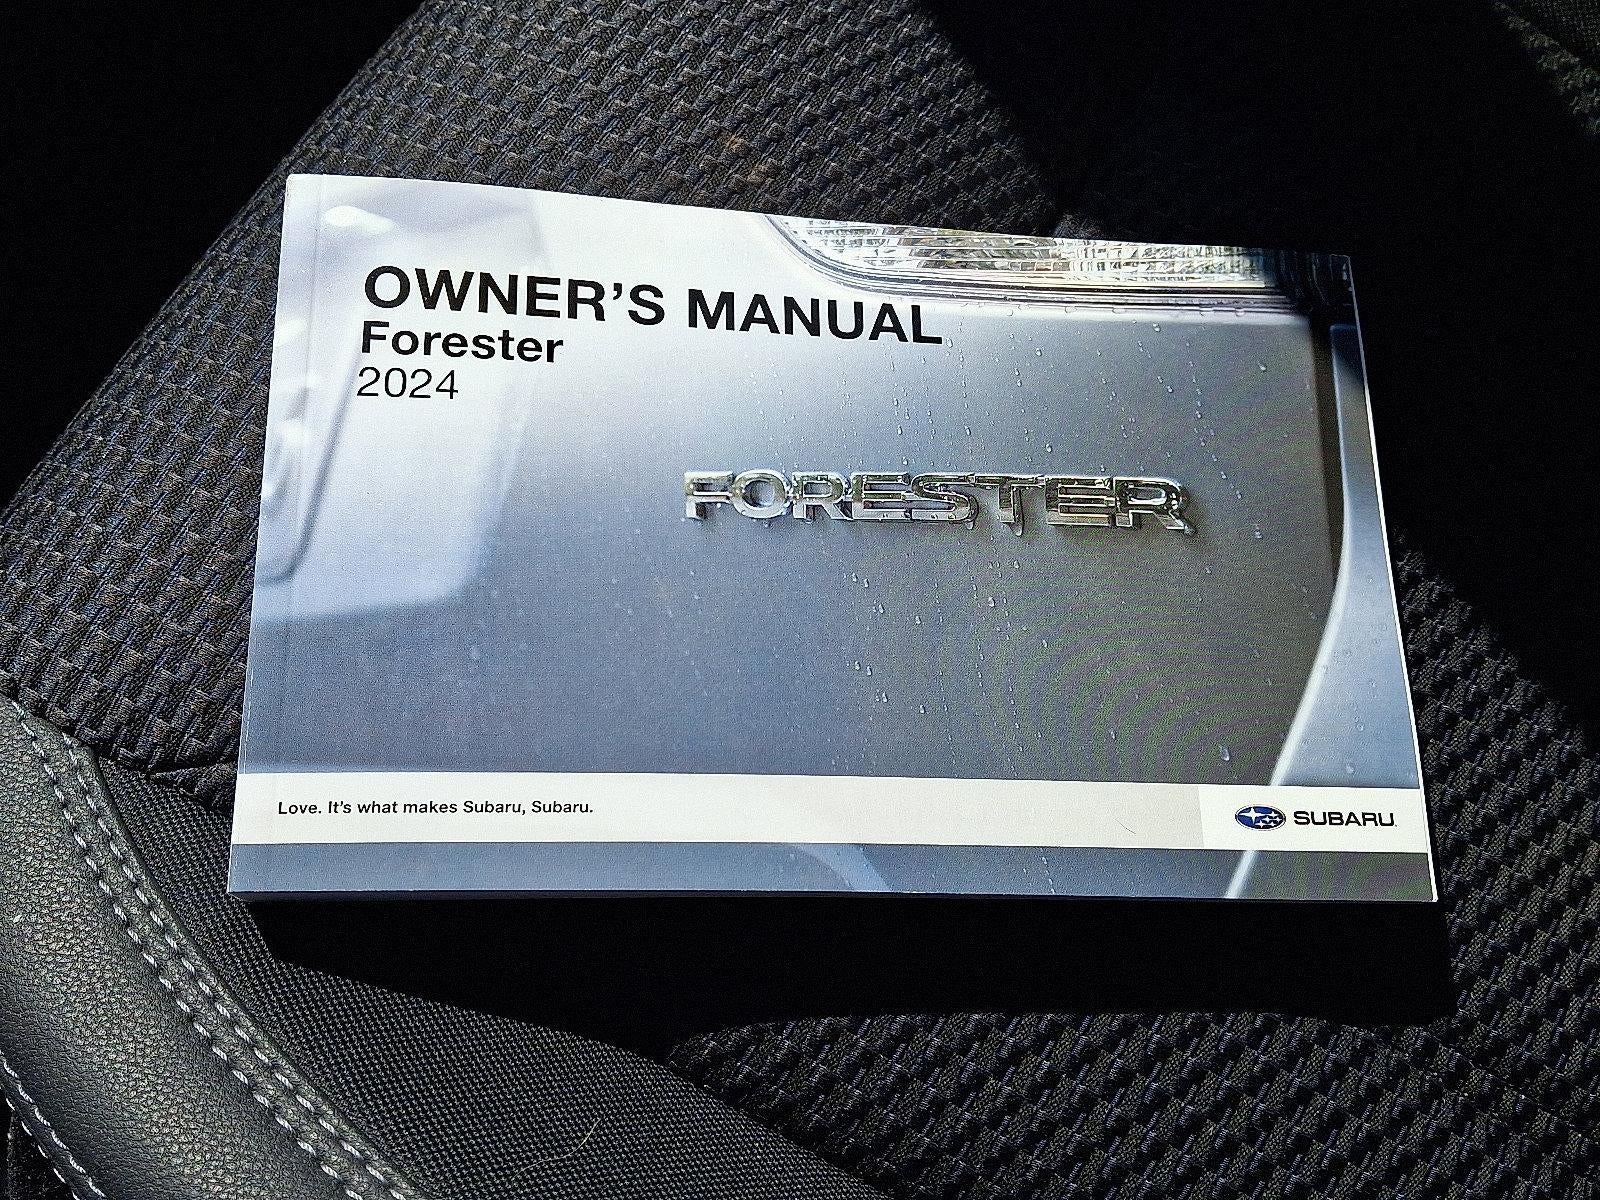 OWNER'S MANUAL
Forester
2024
FORESTER
Love. It's what makes Subaru, Subaru.
SUBARU